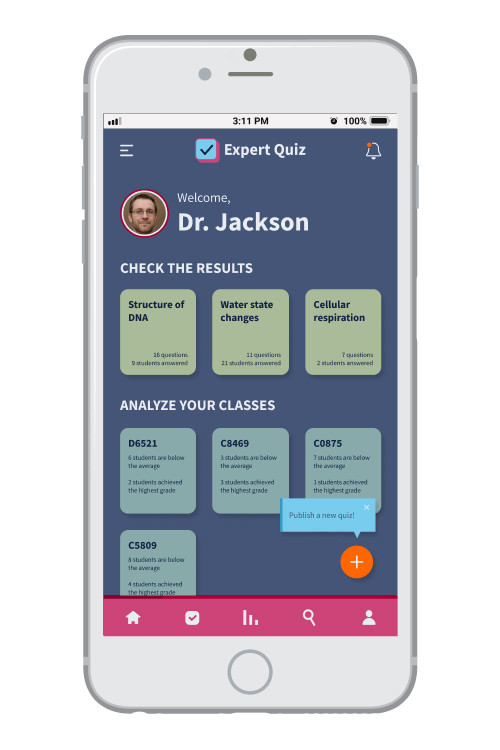 3:11 PM
100%
Expert Quiz
Welcome,
Dr. Jackson
CHECK THE RESULTS
Structure of
DNA
16 questions
9 students answered
Water state
changes
11 questions
21 students answered
Cellular
respiration
7 questions
2 students answered
ANALYZE YOUR CLASSES
D6521
6 students are below
the average
2 students achieved
the highest grade
C8469
3 students are below
the average
3 students achieved
the highest grade
C0875
7 students are below
the average
1 students achieved
the highest grade
Publish a new quiz!
C5809
8 students are below
the average
4 students achieved
the highest grade